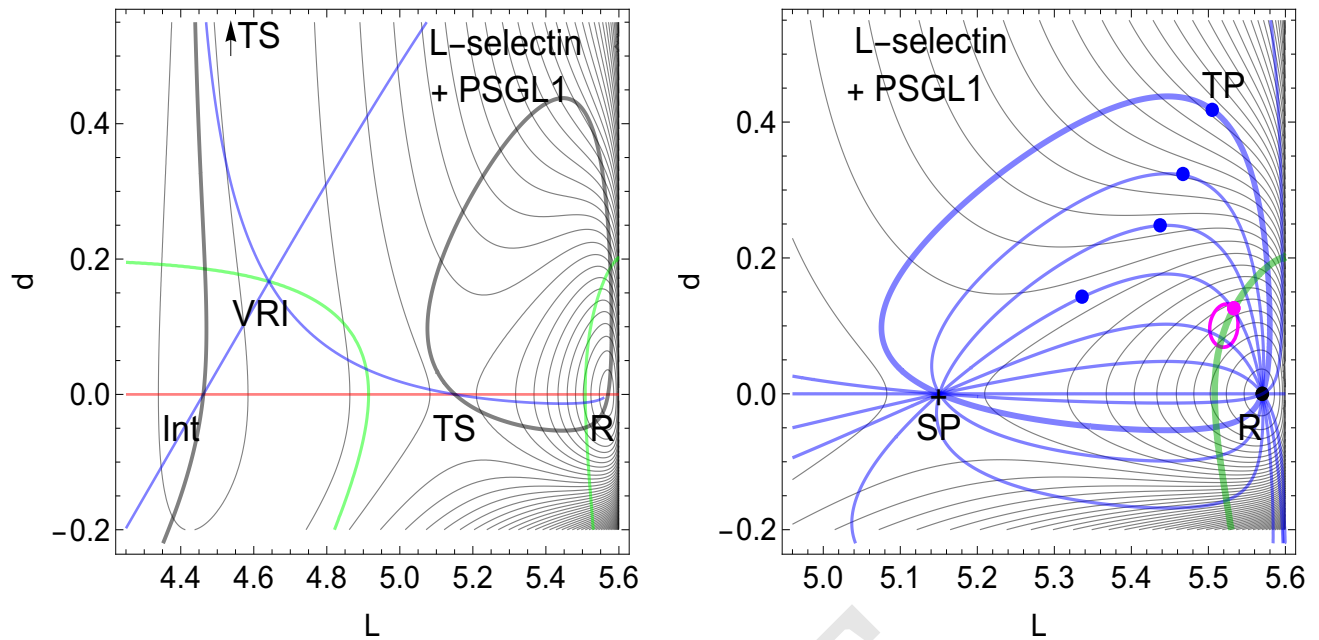 TS
L−selectin
+ PSGL1
0.4
0.2
VRI
0.0
Int
TS
R
−0.2
4.4 4.6 4.8 5.0 5.2 5.4 5.6
d
L
L−selectin
TP
+ PSGL1
0.4
0.2
0.0
SP
R
−0.2
5.0 5.1 5.2 5.3 5.4 5.5 5.6
d
L